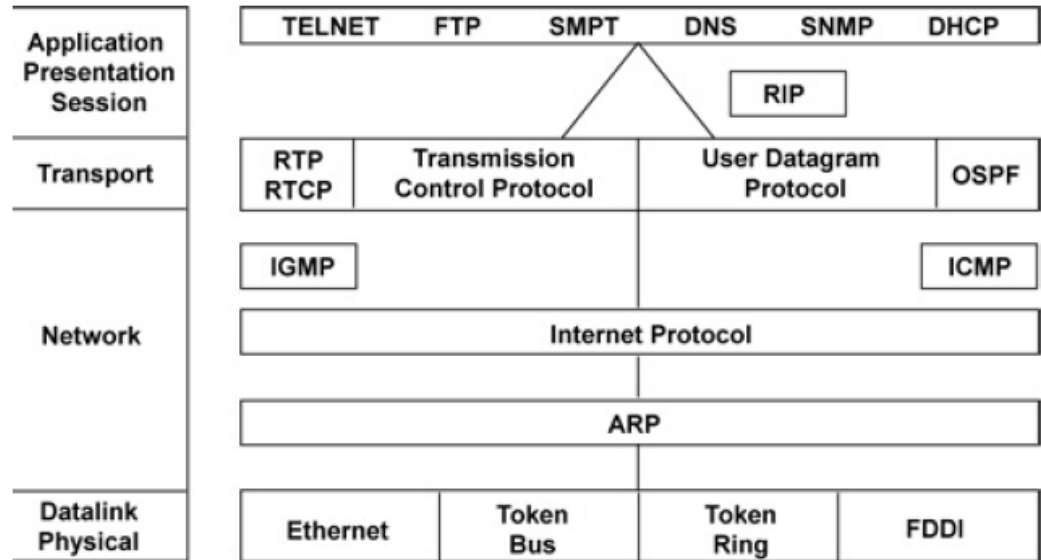 Application
Presentation
Session
TELNET FTP SMPT DNS SNMP DHCP
RIP
Transport
RTP
RTCP
Transmission
Control Protocol
User Datagram
Protocol
OSPF
Network
IGMP
ICMP
Internet Protocol
ARP
Datalink
Physical
Ethernet
Token
Bus
Token
Ring
FDDI